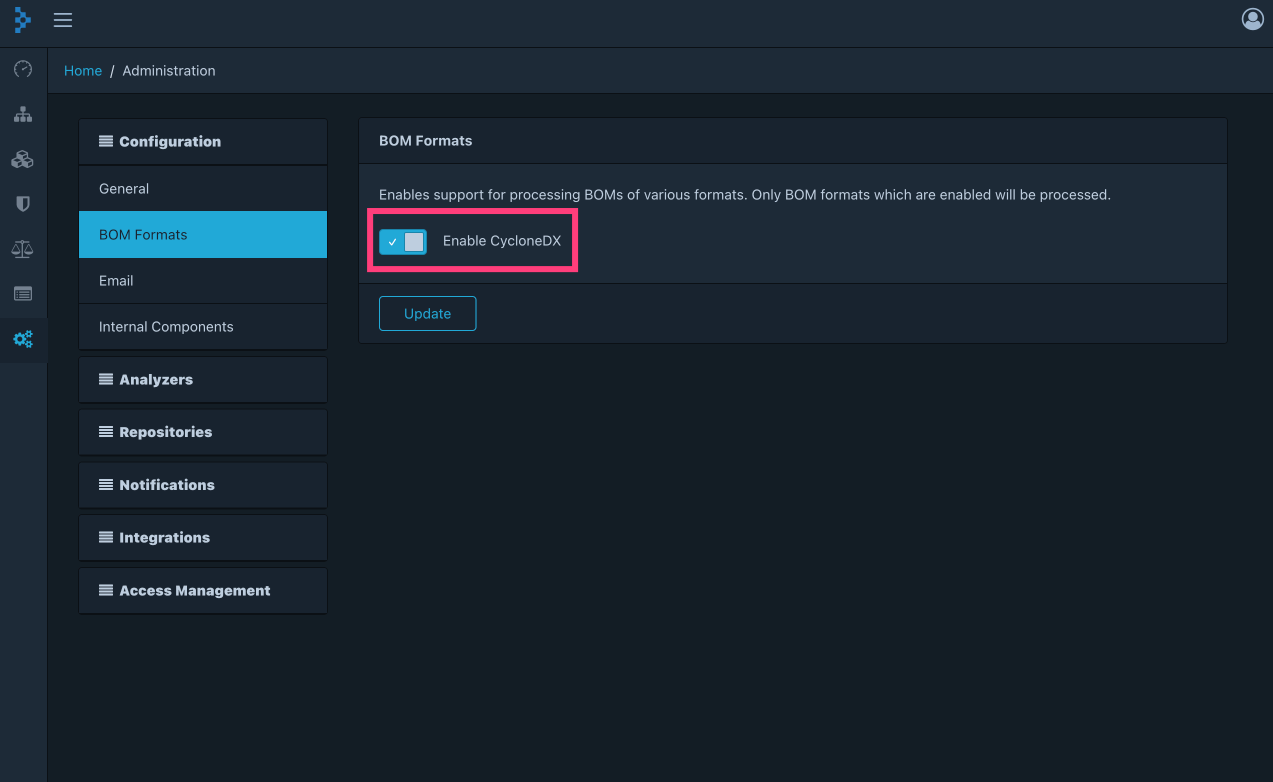 Home / Administration
Configuration
General
BOM Formats
Email
Internal Components
Analyzers
Repositories
Notifications
Integrations
Access Management
BOM Formats
Enables support for processing BOMs of various formats. Only BOM formats which are enabled will be processed.
Enable CycloneDX
Update